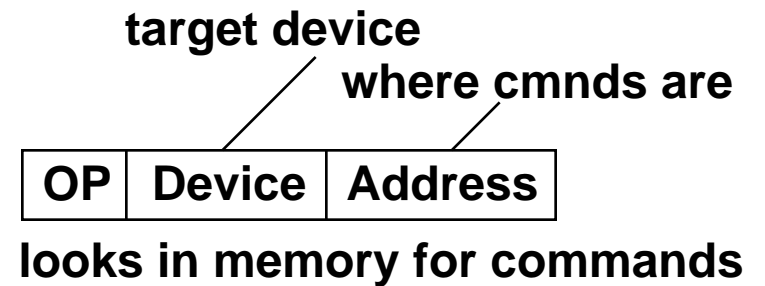 target device
where cmnds are
OP Device Address
looks in memory for commands